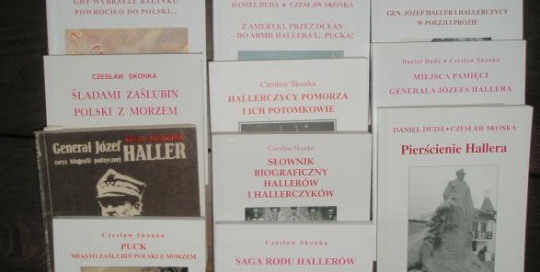 GDY WYBRZEŻE BAŁTYKU
POWRÓCIŁO DO POLSKI...
CZESŁAW SKONKA
ŚLADAMI ZAŚLUBIN
POLSKI Z MORZEM
Generał Józef
HALLER
zarys biografii politycznej
Czesław Skonka
PUCK
MIASTO ZAŚLUBIN POLSKI Z MORZEM
DANIEL DUDA • CZESŁAW SKONKA
Z AMERYKI, PRZEZ OCEAN
- DO ARMII HALLERA I... PUCKA!
Czesław Skonka
HALLERCZYCY POMORZA
I ICH POTOMKOWIE
Czesław Skonka
SŁOWNIK
BIOGRAFICZNY
HALLERÓW
I HALLERCZYKÓW
Czesław Skonka
SAGA RODU HALLERÓW
GEN. JÓZEF HALLER I HALLERCZYCY
W POEZJI I PROZIE
Daniel Duda • Czesław Skonka
MIEJSCA PAMIĘCI
GENERAŁA JÓZEFA HALLERA
DANIEL DUDA • CZESŁAW SKONKA
Pierścienie Hallera